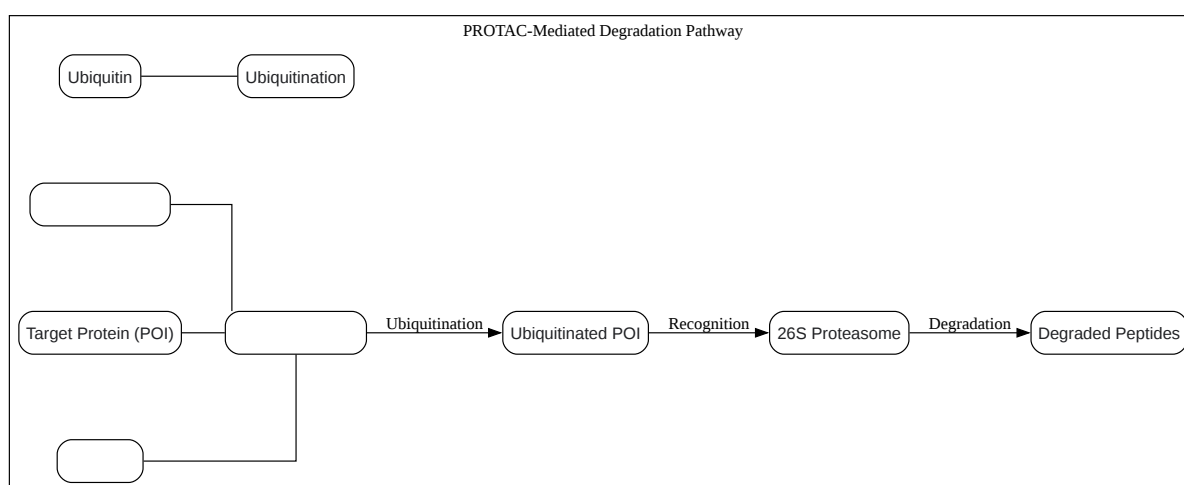 PROTAC-Mediated Degradation Pathway
Ubiquitin
Ubiquitination
Target Protein (POI)
Ubiquitination
Ubiquitinated POI
Recognition
26S Proteasome
Degradation
Degraded Peptides